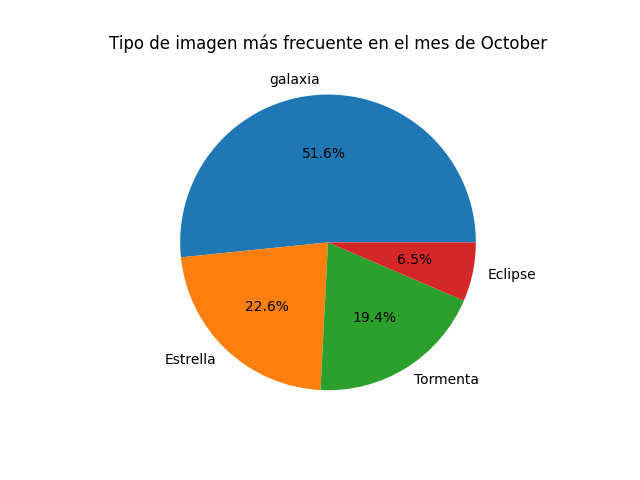 Tipo de imagen más frecuente en el mes de October
galaxia
51.6%
6.5%
Eclipse
22.6%
19.4%
Estrella
Tormenta